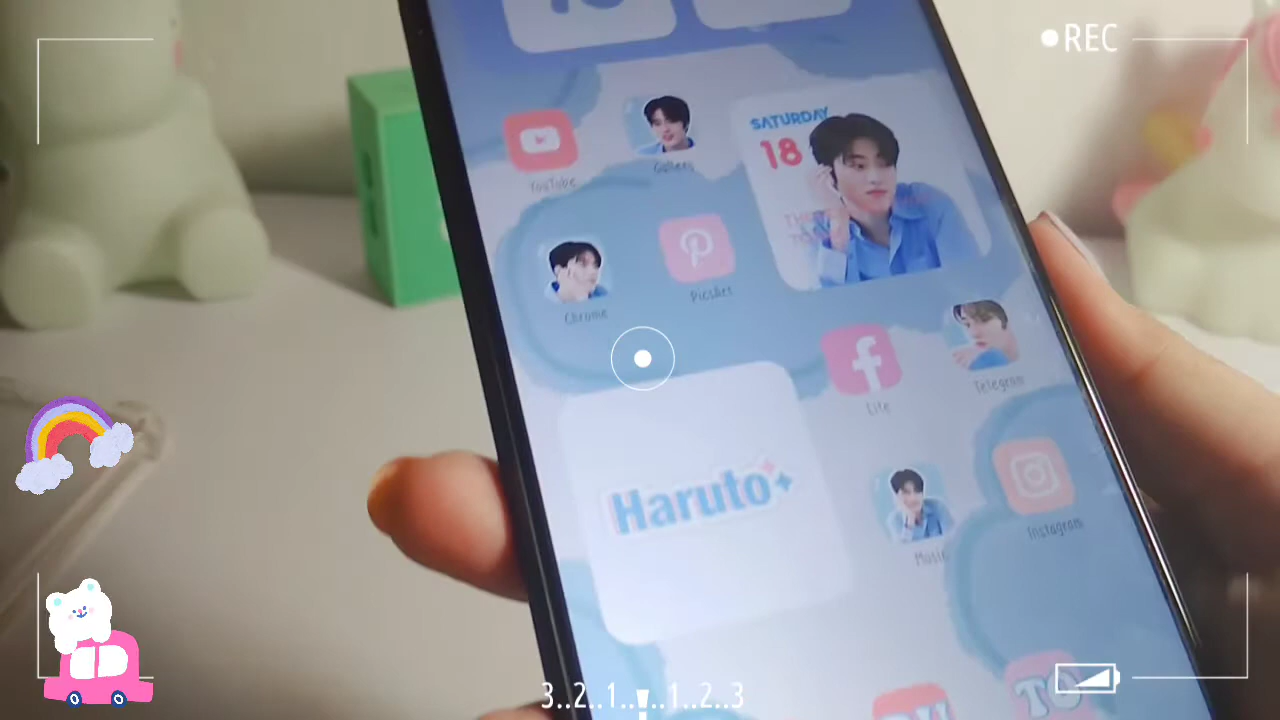 REC
SATURDAY
18
YouTube
Gallery
Chrome
PicsArt
Lite
Telegram
Haruto
Music
Instagram
3..2..1..!..1..2..3